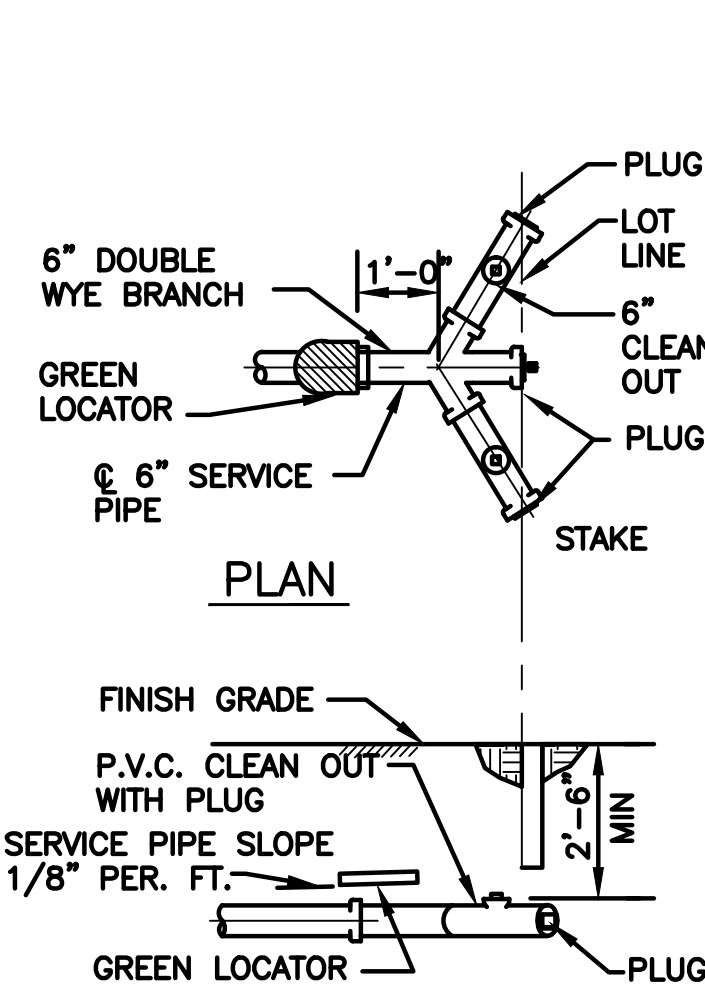 PLUG
LOT
LINE
6” DOUBLE
WYE BRANCH
1’-0”
6”
CLEAN
OUT
GREEN
LOCATOR
PLUG
℄ 6” SERVICE
PIPE
STAKE
PLAN
FINISH GRADE
P.V.C. CLEAN OUT
WITH PLUG
2’-6”
MIN
SERVICE PIPE SLOPE
1/8” PER. FT.
GREEN LOCATOR
PLUG